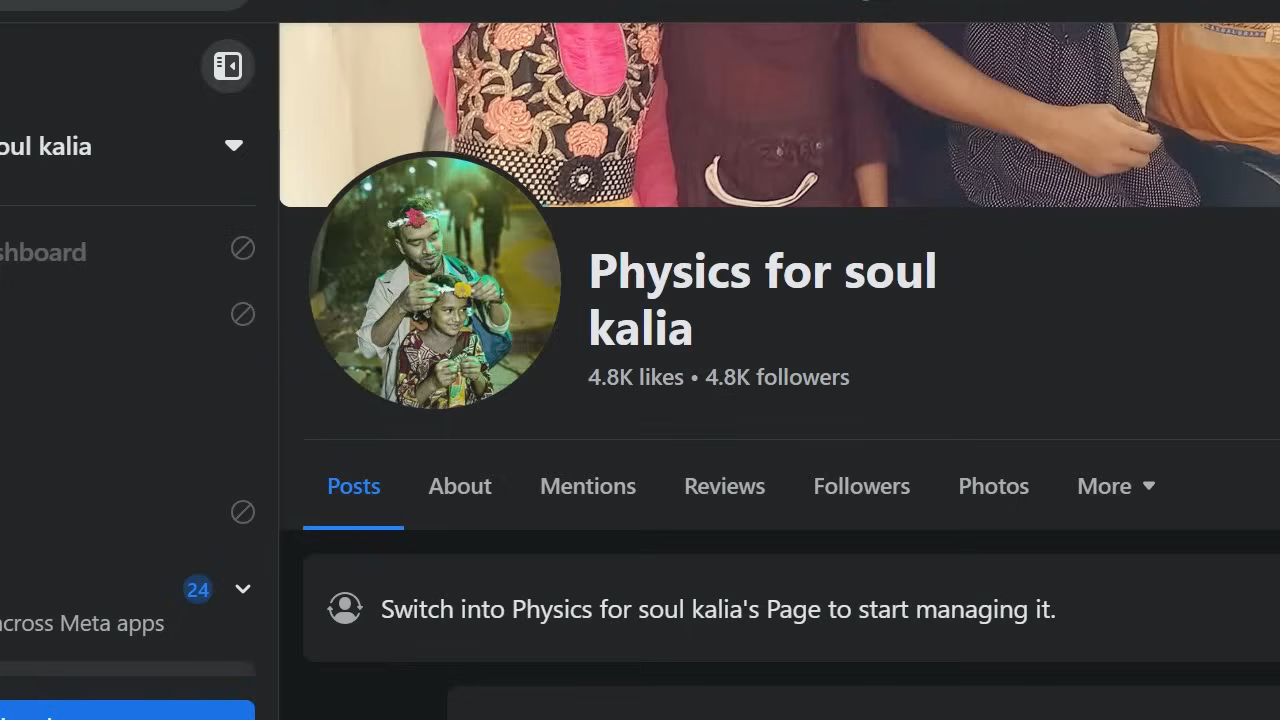 oul kalia
shboard
24
across Meta apps
Physics for soul
kalia
4.8K likes • 4.8K followers
Posts About Mentions Reviews Followers Photos More
Switch into Physics for soul kalia's Page to start managing it.